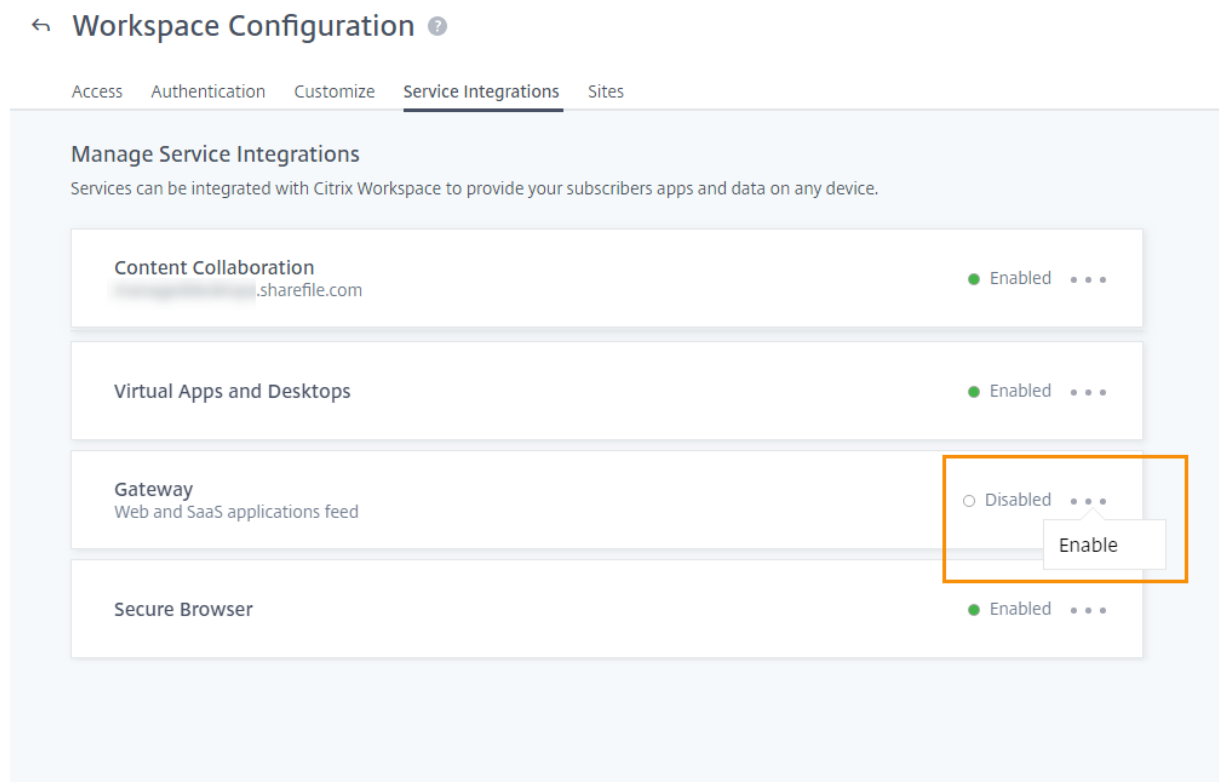 Workspace Configuration ?
Access Authentication Customize Service Integrations Sites
Manage Service Integrations
Services can be integrated with Citrix Workspace to provide your subscribers apps and data on any device.
Content Collaboration
.sharefile.com
Enabled
Virtual Apps and Desktops
Enabled
Gateway
Web and SaaS applications feed
Disabled
Enable
Secure Browser
Enabled